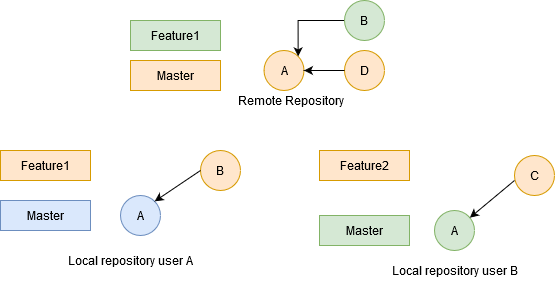 Feature1
B
Master
A
D
Remote Repository
Feature1
B
Master
A
Local repository user A
Feature2
C
Master
A
Local repository user B